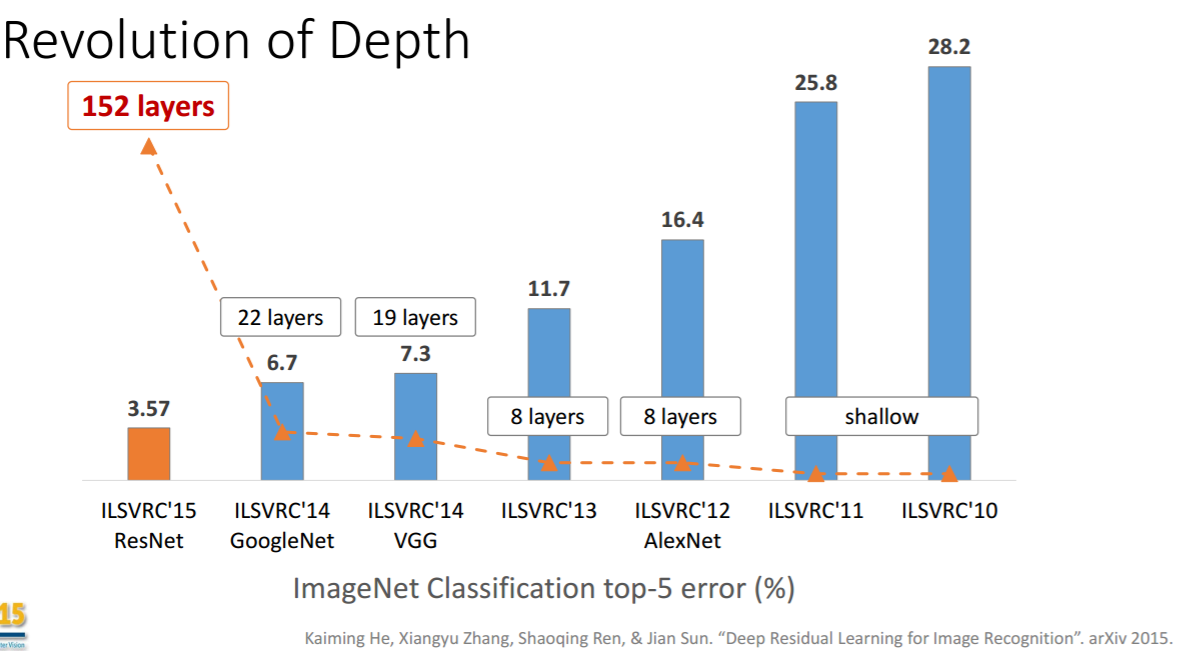 Revolution of Depth
152 layers
28.2
25.8
16.4
11.7
22 layers
19 layers
7.3
6.7
3.57
8 layers
8 layers
shallow
ILSVRC'15
ResNet
ILSVRC'14
GoogleNet
ILSVRC'14
VGG
ILSVRC'13
ILSVRC'12
AlexNet
ILSVRC'11
ILSVRC'10
ImageNet Classification top-5 error (%)
15
ter Vision
Kaiming He, Xiangyu Zhang, Shaoqing Ren, & Jian Sun. “Deep Residual Learning for Image Recognition”. arXiv 2015.